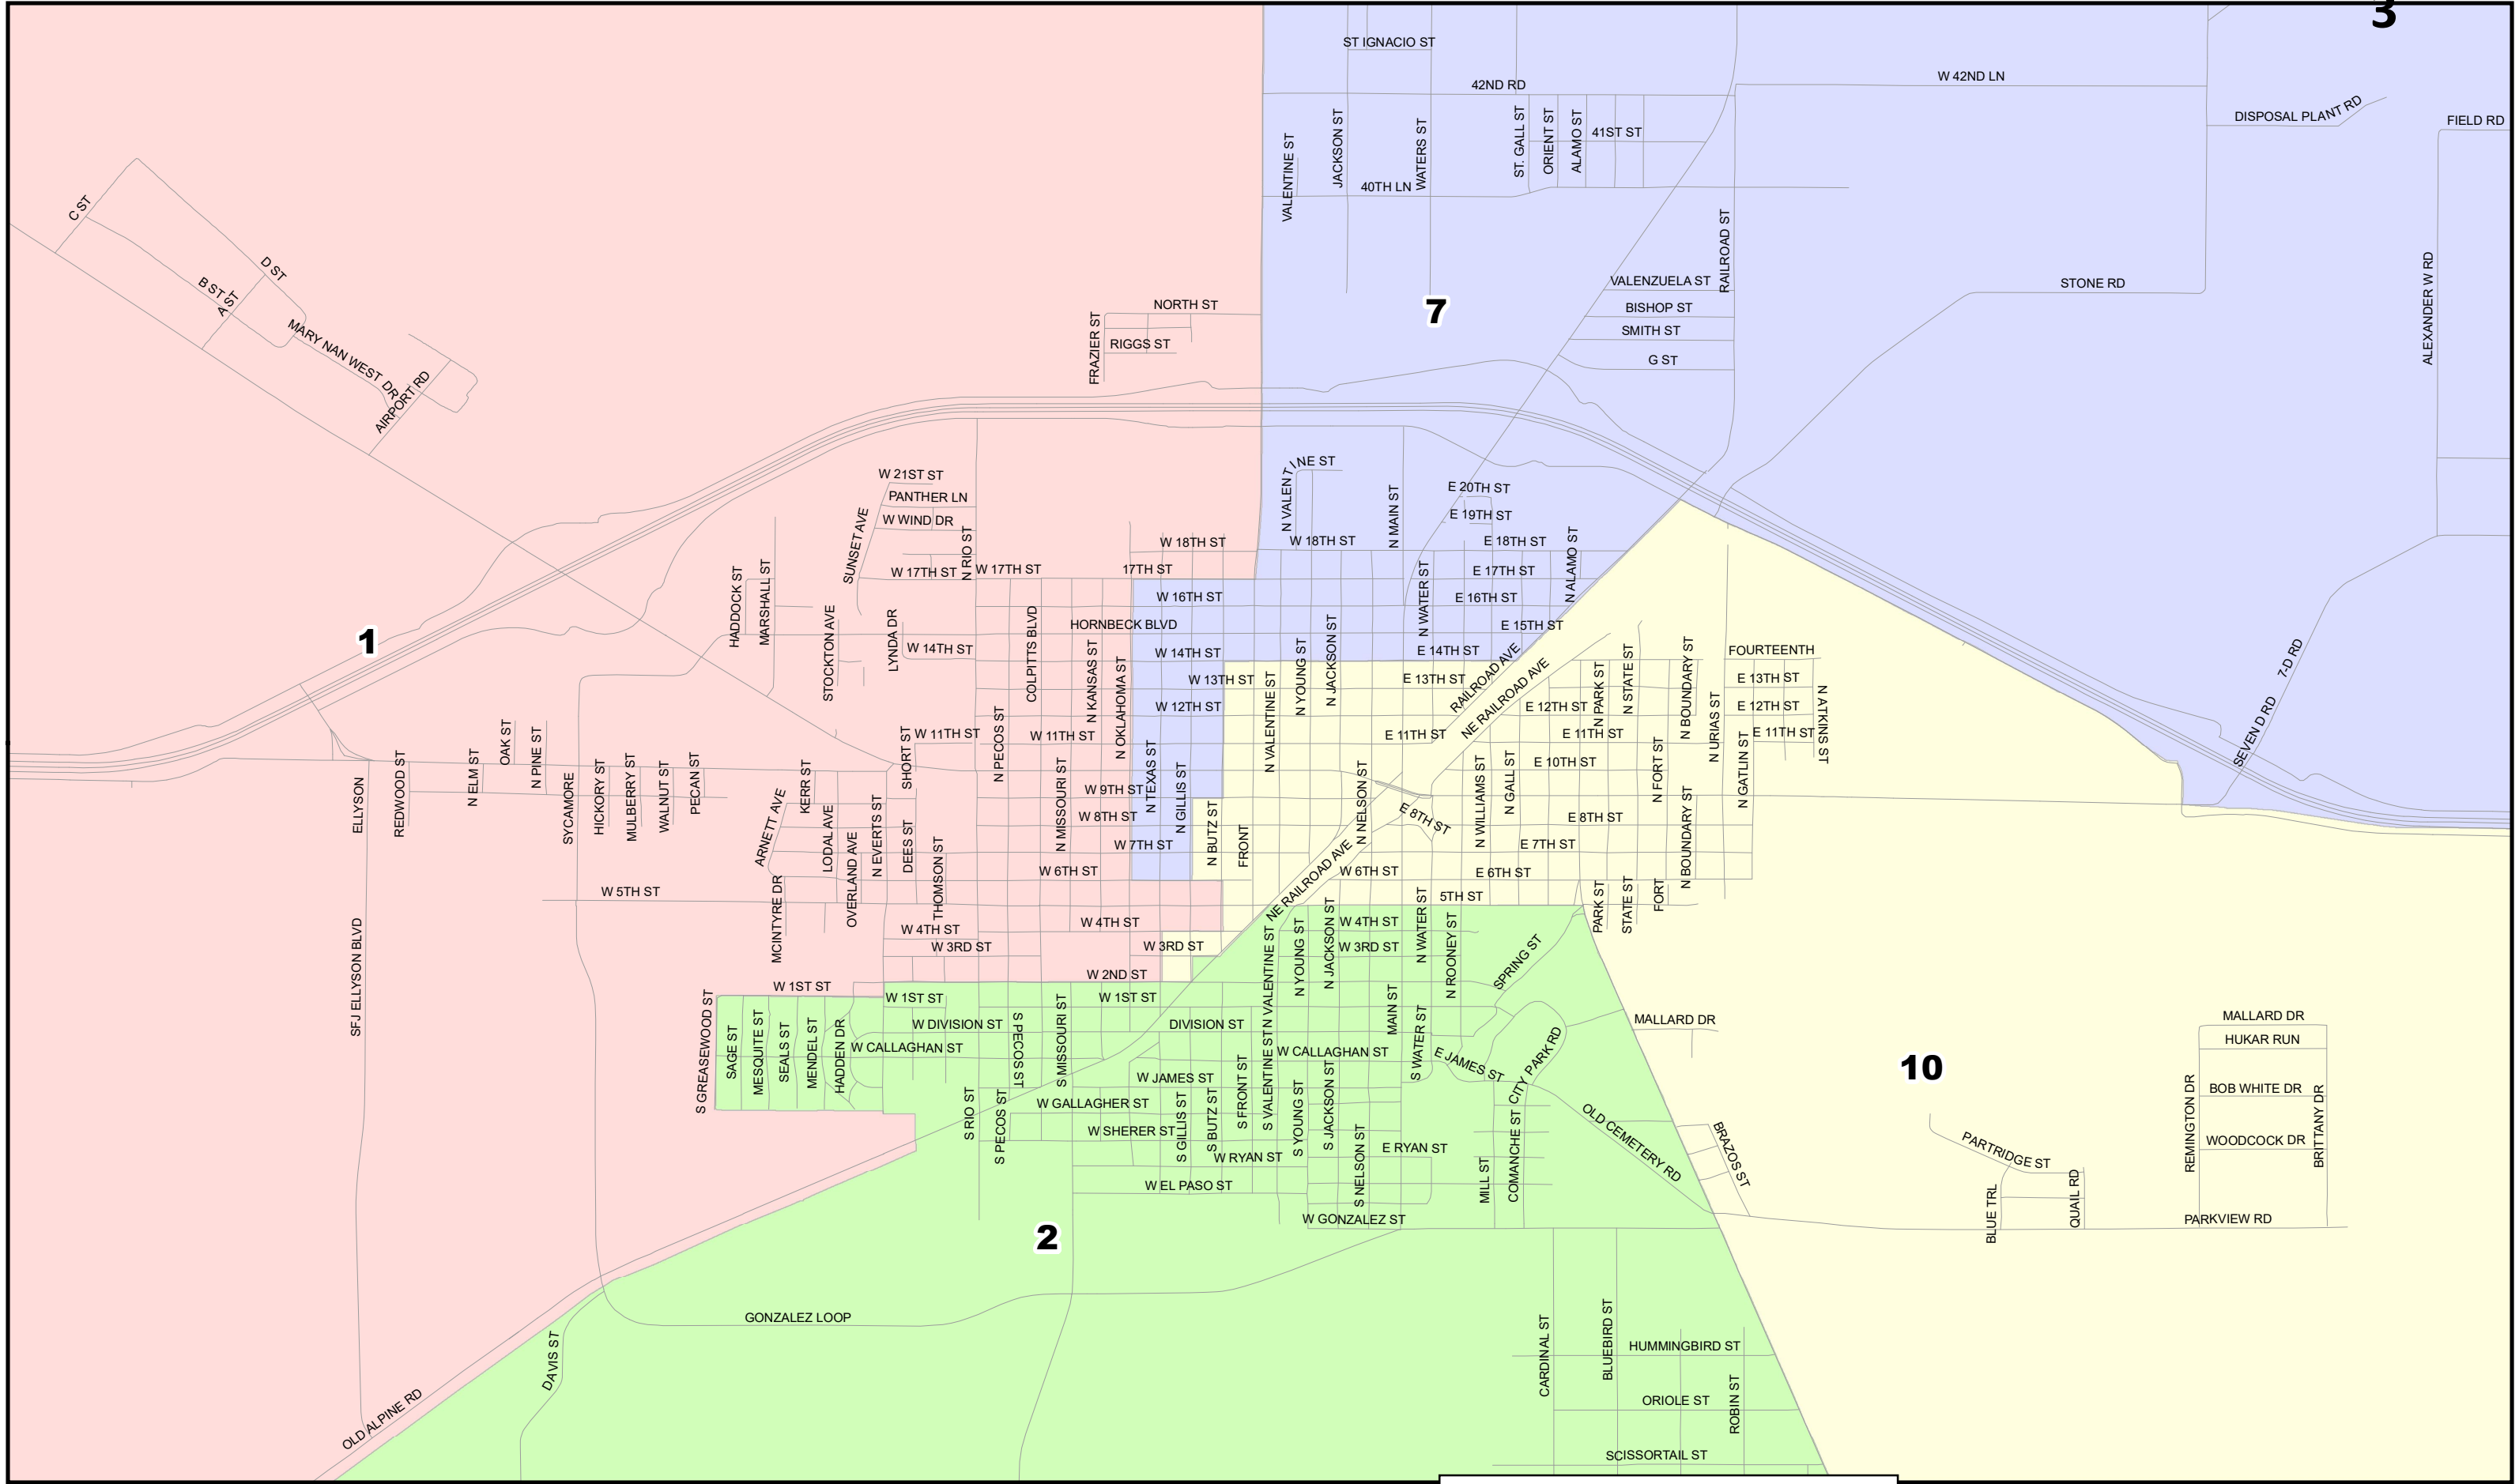 3
ST IGNACIO ST
42ND RD
W 42ND LN
DISPOSAL PLANT RD
FIELD RD
VALENTINE ST
JACKSON ST
WATERS ST
ST. GALL ST
ORIENT ST
ALAMO ST
41ST ST
40TH LN
C ST
D ST
B ST
A ST
MARY NAN WEST DR
AIRPORT RD
RAILROAD ST
VALENZUELA ST
STONE RD
ALEXANDER W RD
NORTH ST
7
BISHOP ST
SMITH ST
FRAZIER ST
RIGGS ST
G ST
W 21ST ST
PANTHER LN
W WIND DR
SUNSET AVE
N RIO ST
N VALENTINE ST
N MAIN ST
E 20TH ST
E 19TH ST
W 18TH ST
W 18TH ST
E 18TH ST
N ALAMO ST
HADDOCK ST
MARSHALL ST
W 17TH ST
W 17TH ST
17TH ST
E 17TH ST
N WATER ST
W 16TH ST
E 16TH ST
1
STOCKTON AVE
LYNDA DR
COLPITTS BLVD
HORNBECK BLVD
E 15TH ST
W 14TH ST
W 14TH ST
E 14TH ST
N KANSAS ST
N OKLAHOMA ST
N YOUNG ST
N JACKSON ST
RAILROAD AVE
NE RAILROAD AVE
N PARK ST
N STATE ST
N BOUNDARY ST
FOURTEENTH
7-D RD
W 13TH ST
E 13TH ST
E 13TH ST
N VALENTINE ST
W 12TH ST
E 12TH ST
E 12TH ST
N ATKINS ST
N URIAS ST
SEVEN D RD
OAK ST
N PINE ST
SHORT ST
W 11TH ST
N PECOS ST
W 11TH ST
E 11TH ST
E 11TH ST
E 11TH ST
ELLYSON
REDWOOD ST
N ELM ST
SYCAMORE
HICKORY ST
MULBERRY ST
WALNUT ST
PECAN ST
KERR ST
N MISSOURI ST
N TEXAS ST
N GILLIS ST
N NELSON ST
N WILLIAMS ST
N GALL ST
E 10TH ST
N FORT ST
N GATLIN ST
W 9TH ST
ARNETT AVE
LODAL AVE
OVERLAND AVE
N EVERTS ST
DEES ST
THOMSON ST
W 8TH ST
N BUTZ ST
FRONT
E 8TH ST
E 8TH ST
N BOUNDARY ST
W 7TH ST
E 7TH ST
W 6TH ST
NE RAILROAD AVE
W 6TH ST
E 6TH ST
W 5TH ST
MCINTYRE DR
5TH ST
PARK ST
STATE ST
FORT
SFJ ELLYSON BLVD
W 4TH ST
W 4TH ST
W 4TH ST
W 3RD ST
W 3RD ST
W 3RD ST
N VALENTINE ST
N YOUNG ST
N JACKSON ST
N WATER ST
N ROONEY ST
SPRING ST
W 2ND ST
W 1ST ST
W 1ST ST
W 1ST ST
S GREASEWOOD ST
SAGE ST
MESQUITE ST
SEALS ST
MENDEL ST
HADDEN DR
W DIVISION ST
S PECOS ST
S MISSOURI ST
DIVISION ST
MAIN ST
S WATER ST
MALLARD DR
MALLARD DR
HUKAR RUN
W CALLAGHAN ST
W CALLAGHAN ST
E JAMES ST
CITY PARK RD
10
W JAMES ST
BOB WHITE DR
REMINGTON DR
BRITTANY DR
S RIO ST
S PECOS ST
W GALLAGHER ST
S GILLIS ST
S BUTZ ST
S FRONT ST
S VALENTINE ST
S YOUNG ST
S JACKSON ST
COMANCHE ST
OLD CEMETERY RD
BRAZOS ST
W SHERER ST
E RYAN ST
WOODCOCK DR
PARTRIDGE ST
W RYAN ST
S NELSON ST
MILL ST
W EL PASO ST
BLUE TRL
QUAIL RD
W GONZALEZ ST
PARKVIEW RD
2
GONZALEZ LOOP
DAVIS ST
CARDINAL ST
BLUEBIRD ST
HUMMINGBIRD ST
ORIOLE ST
ROBIN ST
OLD ALPINE RD
SCISSORTAIL ST